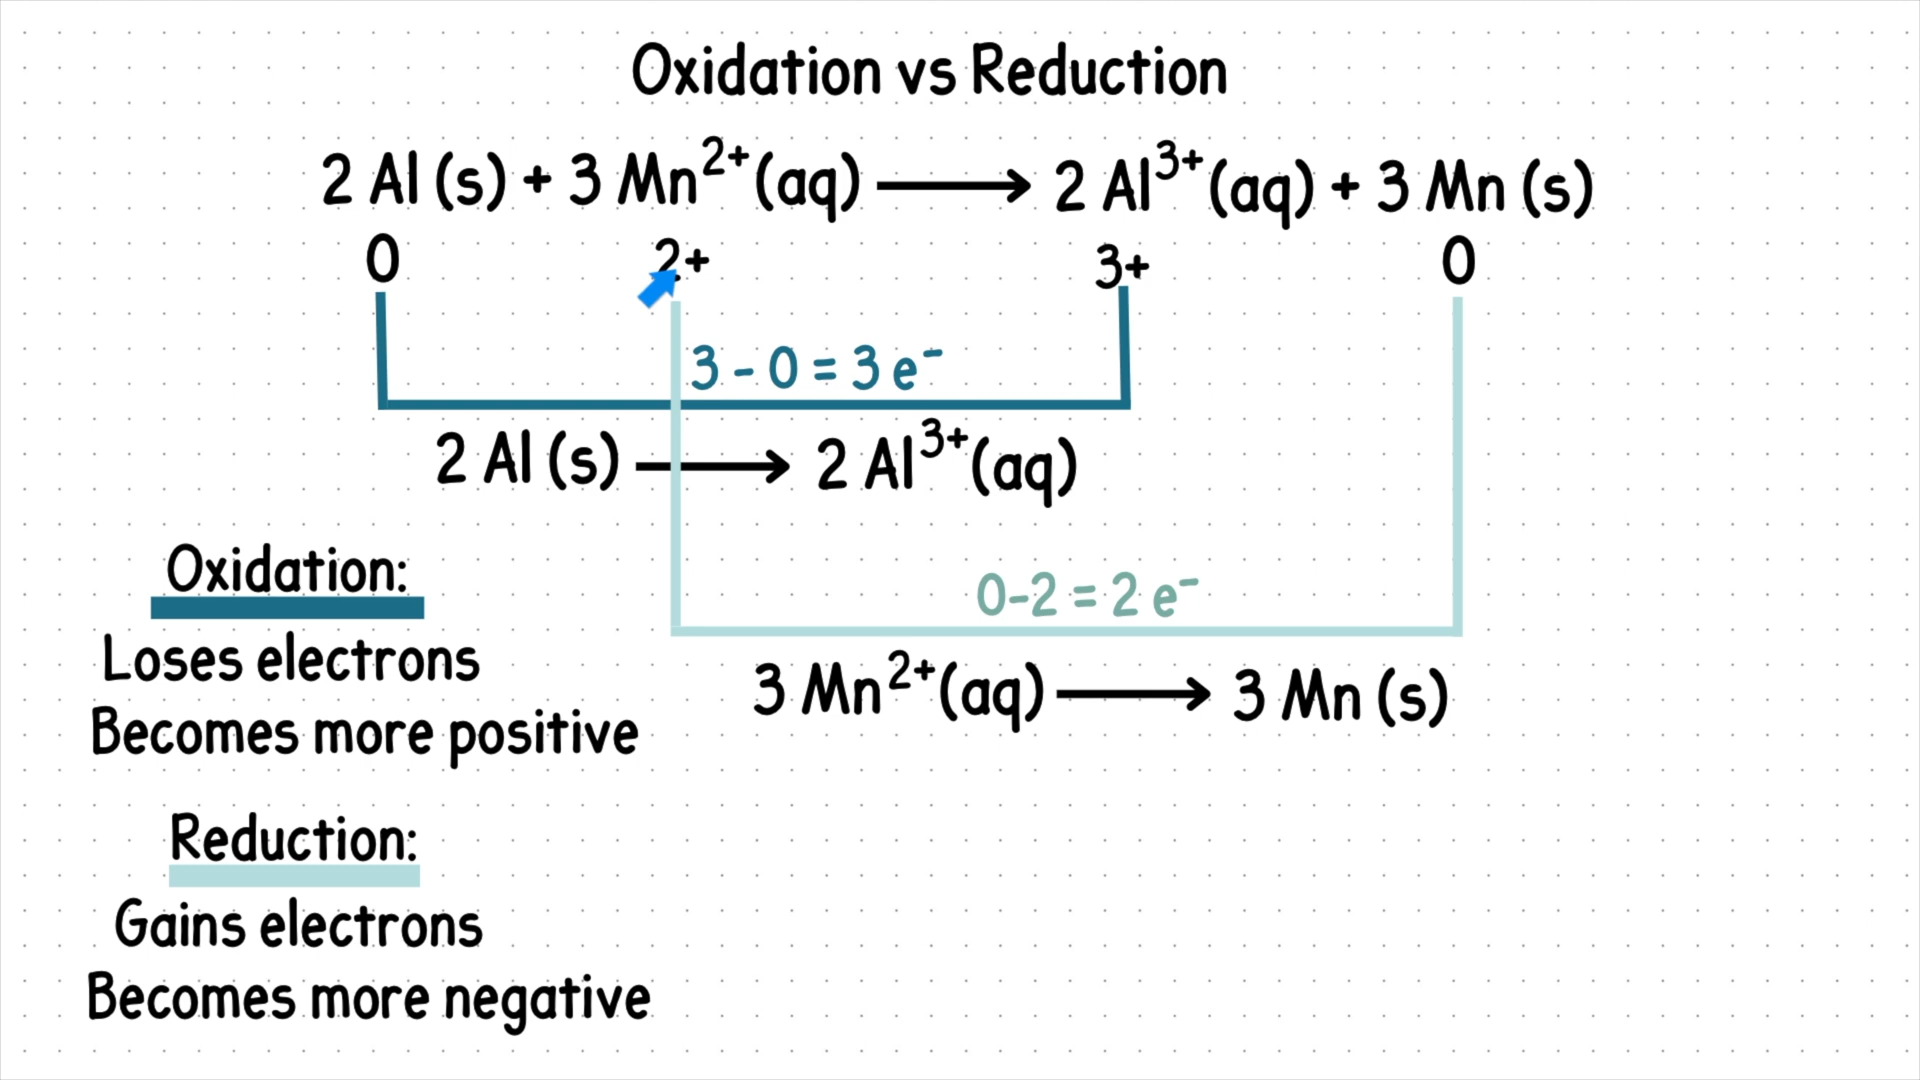 Oxidation vs Reduction
2 Al (s) + 3 Mn²⁺(aq) ⟶ 2 Al³⁺(aq) + 3 Mn (s)
0 2+ 3+ 0
3 - 0 = 3 e⁻
2 Al (s) ⟶ 2 Al³⁺(aq)
Oxidation:
Loses electrons
Becomes more positive
0-2 = 2 e⁻
3 Mn²⁺(aq) ⟶ 3 Mn (s)
Reduction:
Gains electrons
Becomes more negative